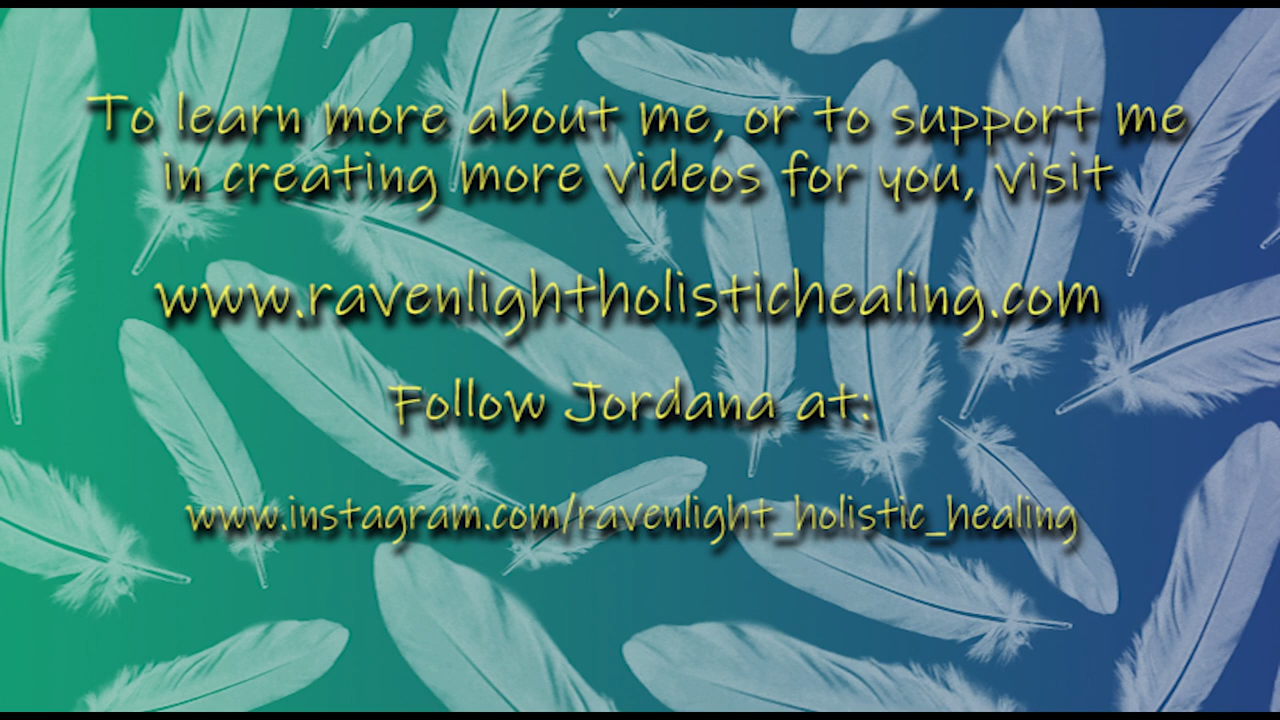 To learn more about me, or to support me
in creating more videos for you, visit
www.ravenlightholistichealing.com
Follow Jordana at:
www.instagram.com/ravenlight_holistic_healing